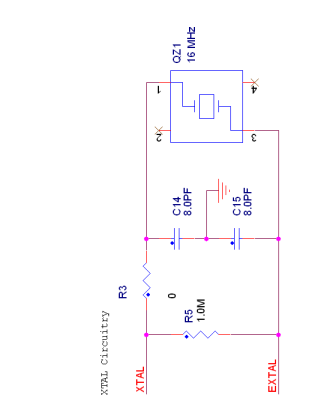 QZ1
16 MHz
1
4
2
3
C14
8.0PF
C15
8.0PF
R3
0
R5
1.0M
XTAL Circuitry
XTAL
EXTAL